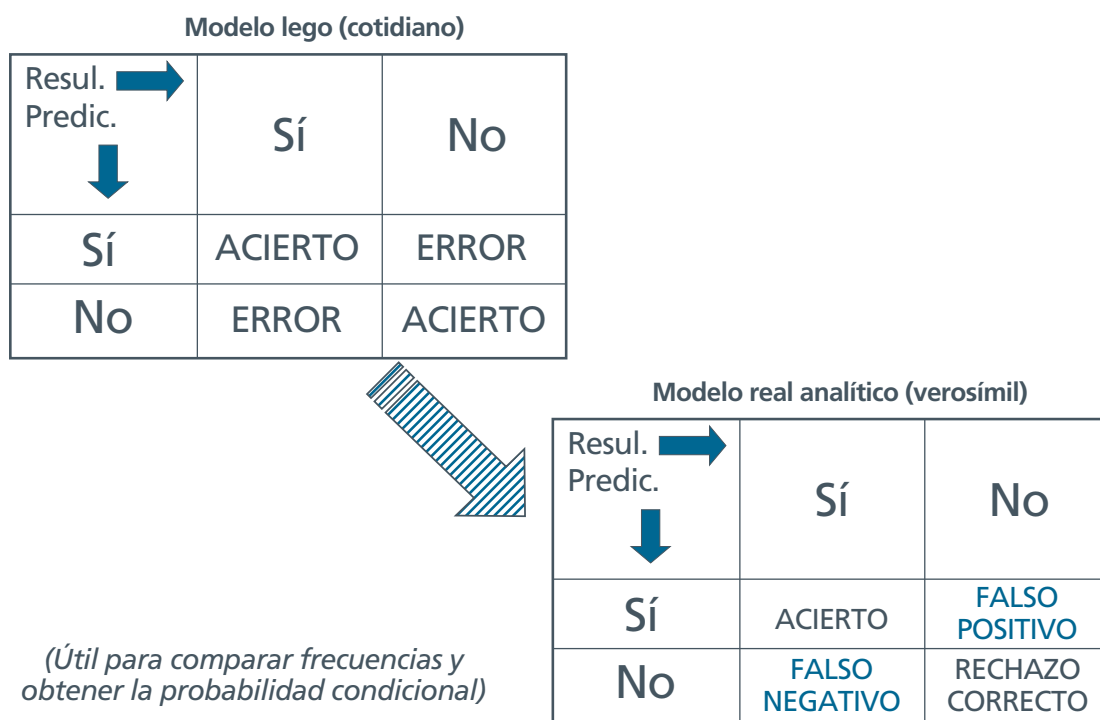 Modelo lego (cotidiano)
Resul.
Predic.
Sí No
Sí ACIERTO ERROR
No ERROR ACIERTO
Modelo real analítico (verosímil)
Resul.
Predic.
Sí No
Sí ACIERTO FALSO
POSITIVO
No FALSO
NEGATIVO RECHAZO
CORRECTO
(Útil para comparar frecuencias y
obtener la probabilidad condicional)